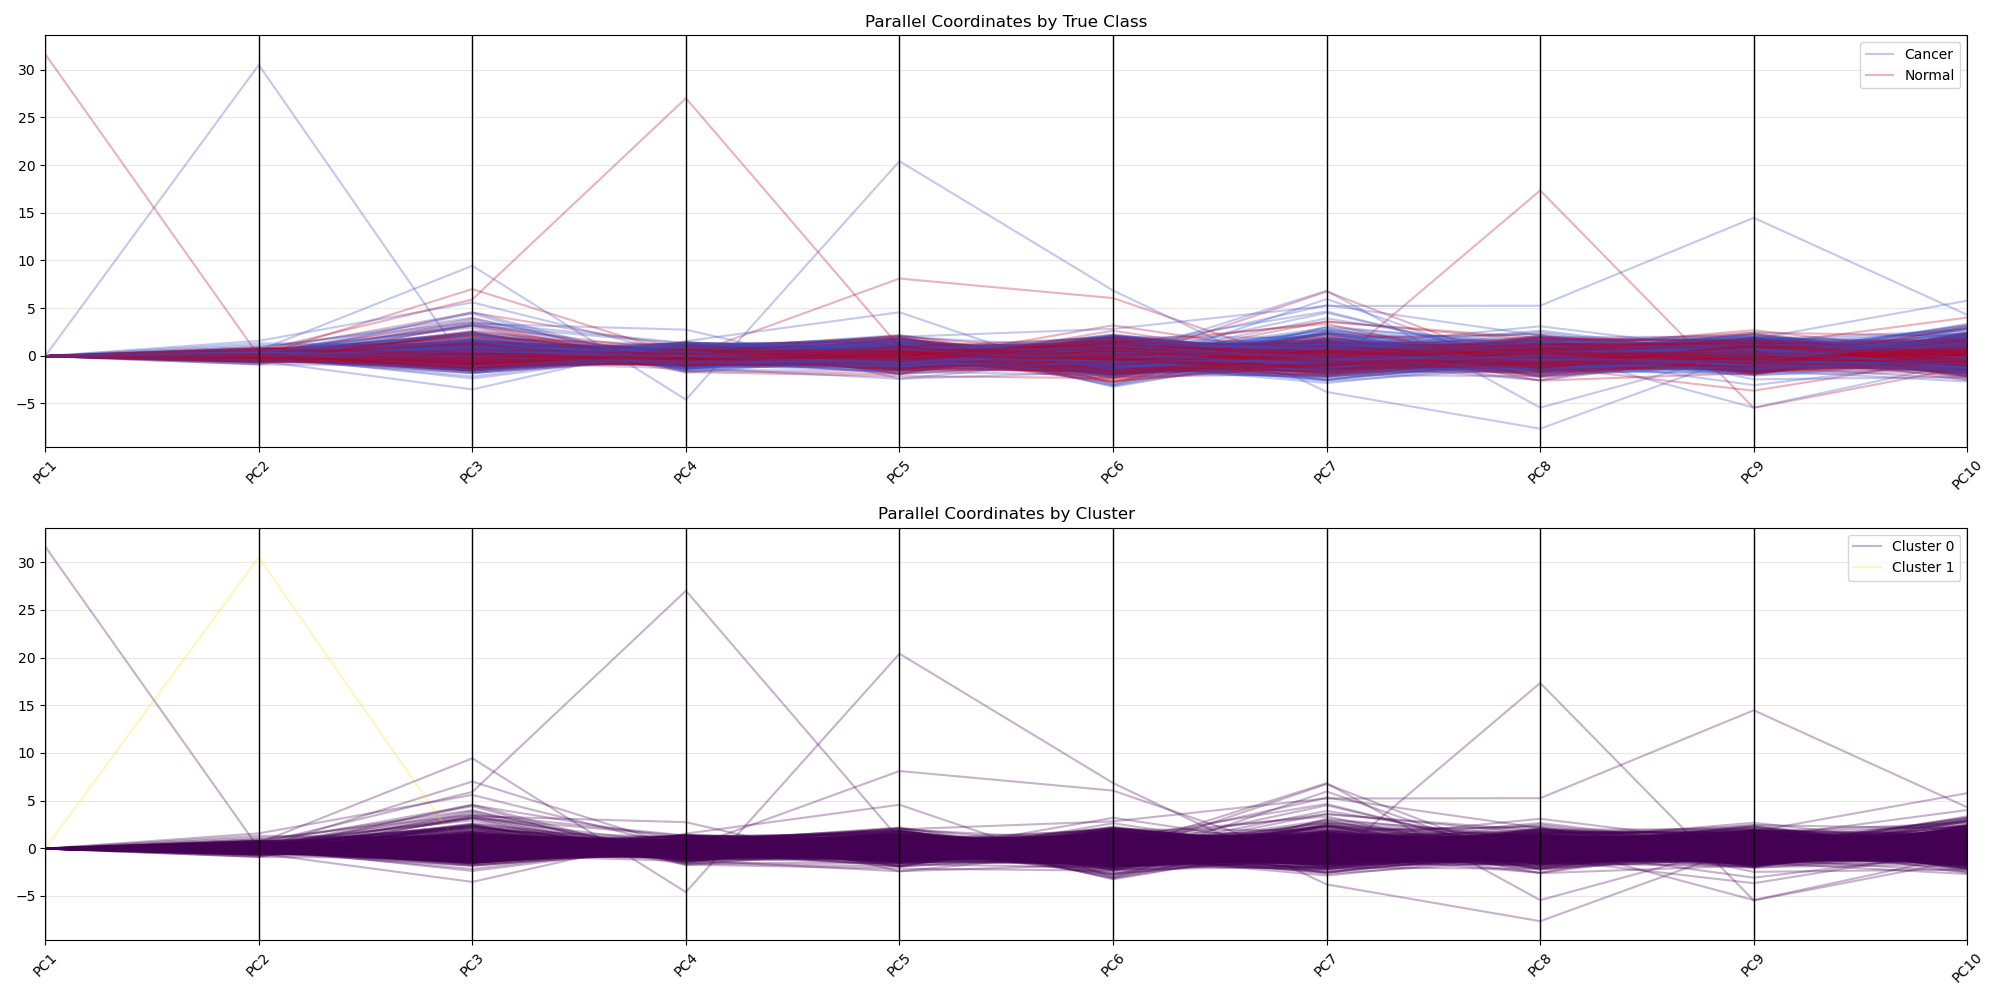 Parallel Coordinates by True Class
Cancer
Normal
30
25
20
15
10
5
0
−5
PC1 PC2 PC3 PC4 PC5 PC6 PC7 PC8 PC9 PC10
Parallel Coordinates by Cluster
Cluster 0
Cluster 1
30
25
20
15
10
5
0
−5
PC1 PC2 PC3 PC4 PC5 PC6 PC7 PC8 PC9 PC10